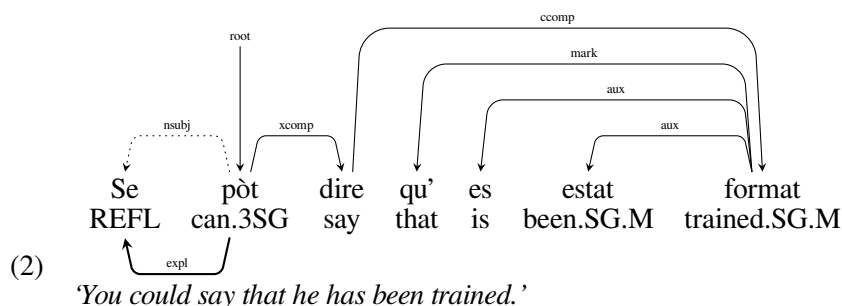 ccomp
root
mark
aux
nsubj xcomp aux
Se pòt dire qu' es estat format
REFL can.3SG say that is been.SG.M trained.SG.M
expl
(2)
‘You could say that he has been trained.’